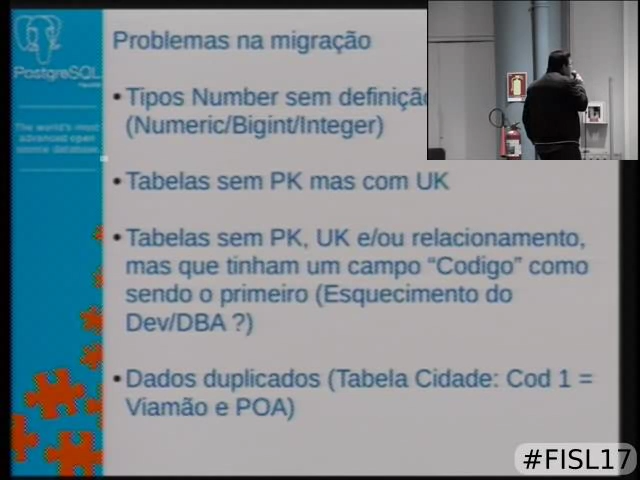 Problemas na migração
PostgreSQL
The world's most
advanced open
source database.
• Tipos Number sem definição
(Numeric/Bigint/Integer)
• Tabelas sem PK mas com UK
• Tabelas sem PK, UK e/ou relacionamento,
mas que tinham um campo “Codigo” como
sendo o primeiro (Esquecimento do
Dev/DBA ?)
• Dados duplicados (Tabela Cidade: Cod 1 =
Viamão e POA)
#FISL17